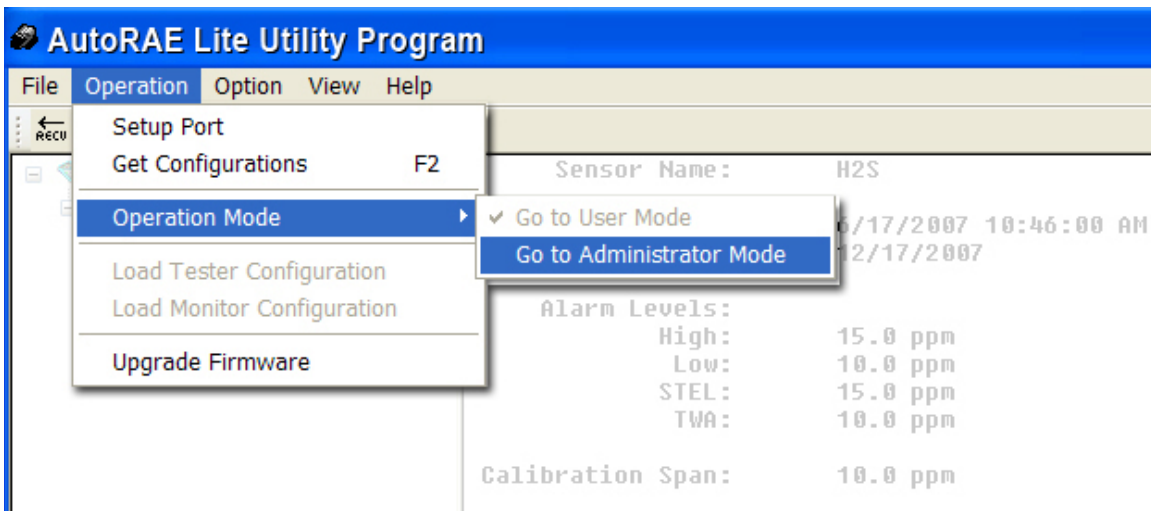 AutoRAE Lite Utility Program
File Operation Option View Help
RECV
Setup Port
Get Configurations F2
Operation Mode
Load Tester Configuration
Load Monitor Configuration
Upgrade Firmware
Go to User Mode
Go to Administrator Mode
Sensor Name: H2S
6/17/2007 10:46:00 AM
12/17/2007
Alarm Levels:
High: 15.0 ppm
Low: 10.0 ppm
STEL: 15.0 ppm
TWA: 10.0 ppm
Calibration Span: 10.0 ppm